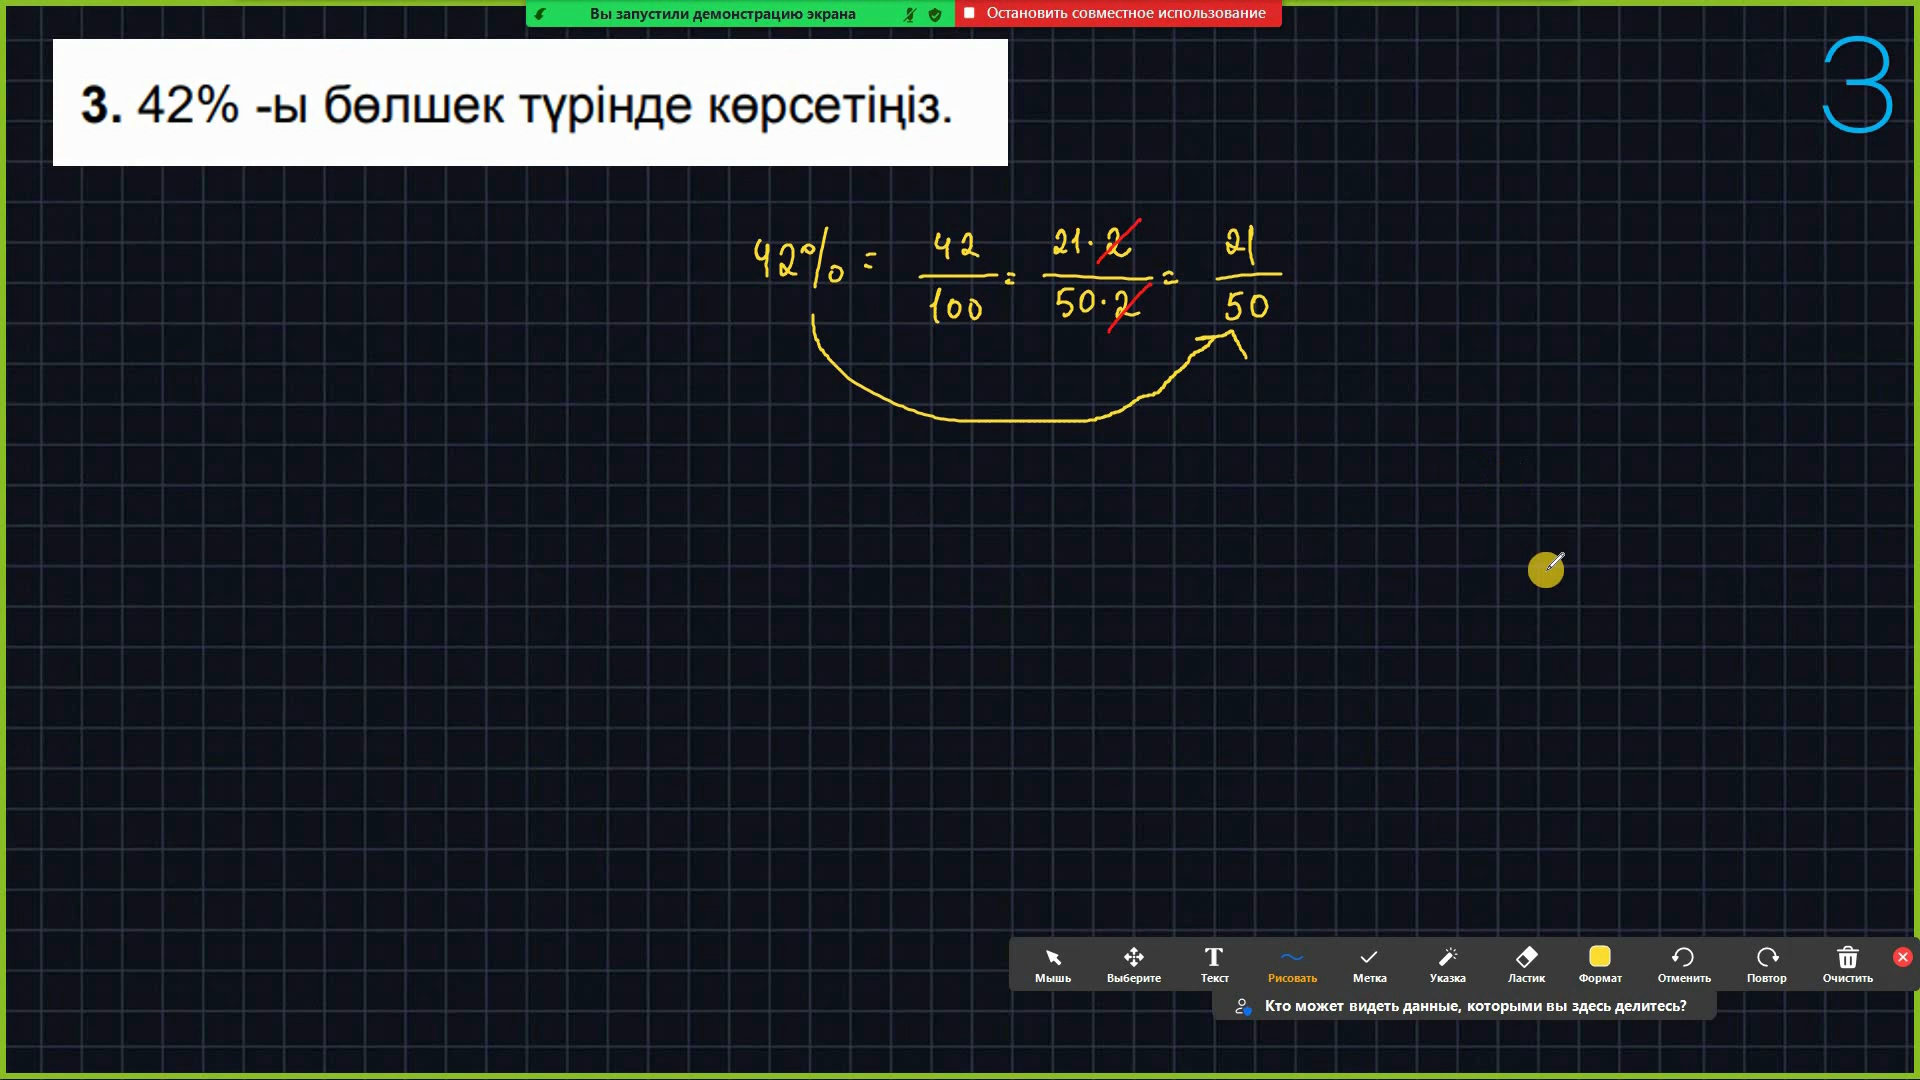 Вы запустили демонстрацию экрана Остановить совместное использование
3. 42% -ы бөлшек түрінде көрсетіңіз.
3
42% = 42/100 = 21·2/50·2 = 21/50
Мышь Выберите Текст Рисовать Метка Указка Ластик Формат Отменить Повтор Очистить
Кто может видеть данные, которыми вы здесь делитесь?